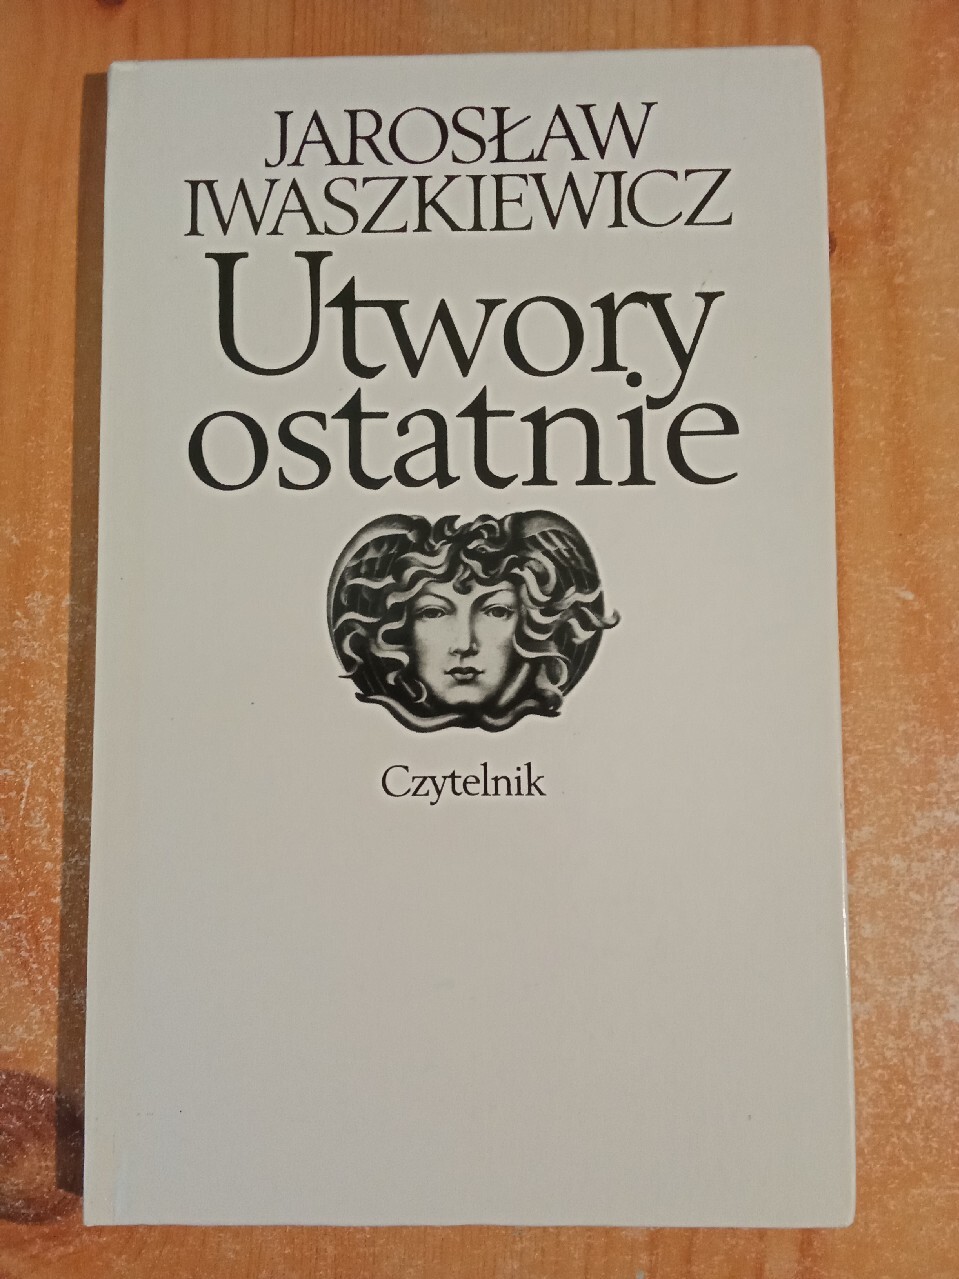 JAROSŁAW
IWASZKIEWICZ
Utwory
ostatnie
Czytelnik